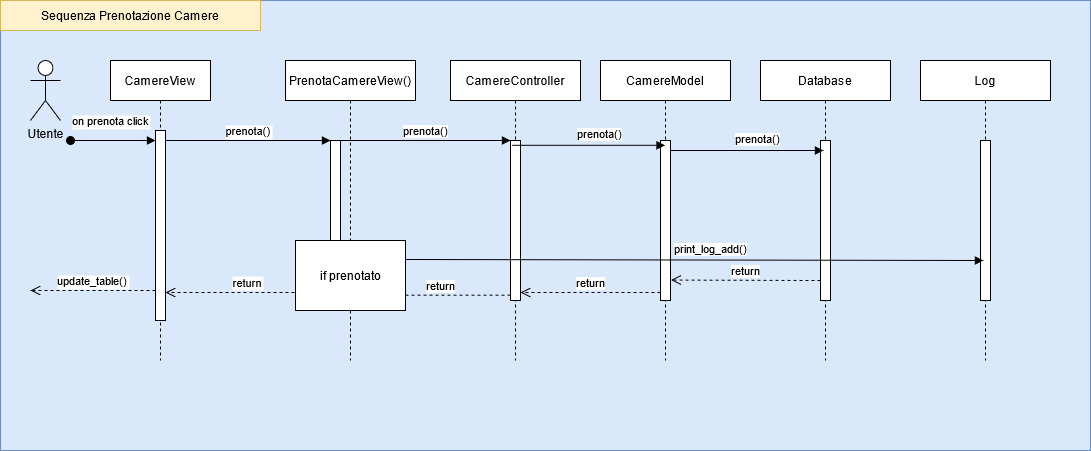 Sequenza Prenotazione Camere
CamereView
PrenotaCamereView()
CamereController
CamereModel
Database
Log
Utente
on prenota click
prenota()
prenota()
prenota()
prenota()
print_log_add()
if prenotato
update_table()
return
return
return
return